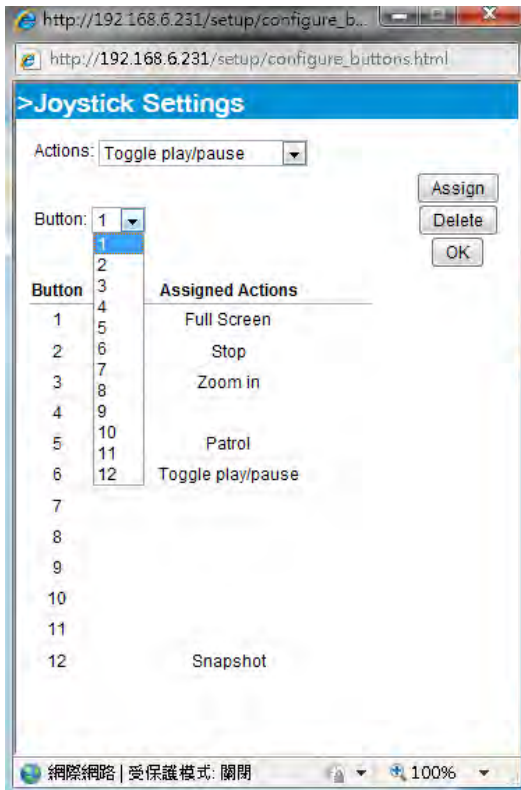 http://192.168.6.231/setup/configure_b...
http://192.168.6.231/setup/configure_buttons.html
>Joystick Settings
Actions: Toggle play/pause
Assign
Button: 1
Delete
OK
1
2
3
4
5
6
7
8
9
10
11
12
Button Assigned Actions
1 Full Screen
2 Stop
3 Zoom in
4
5 Patrol
6 Toggle play/pause
7
8
9
10
11
12 Snapshot
網際網路 | 受保護模式: 關閉 100%